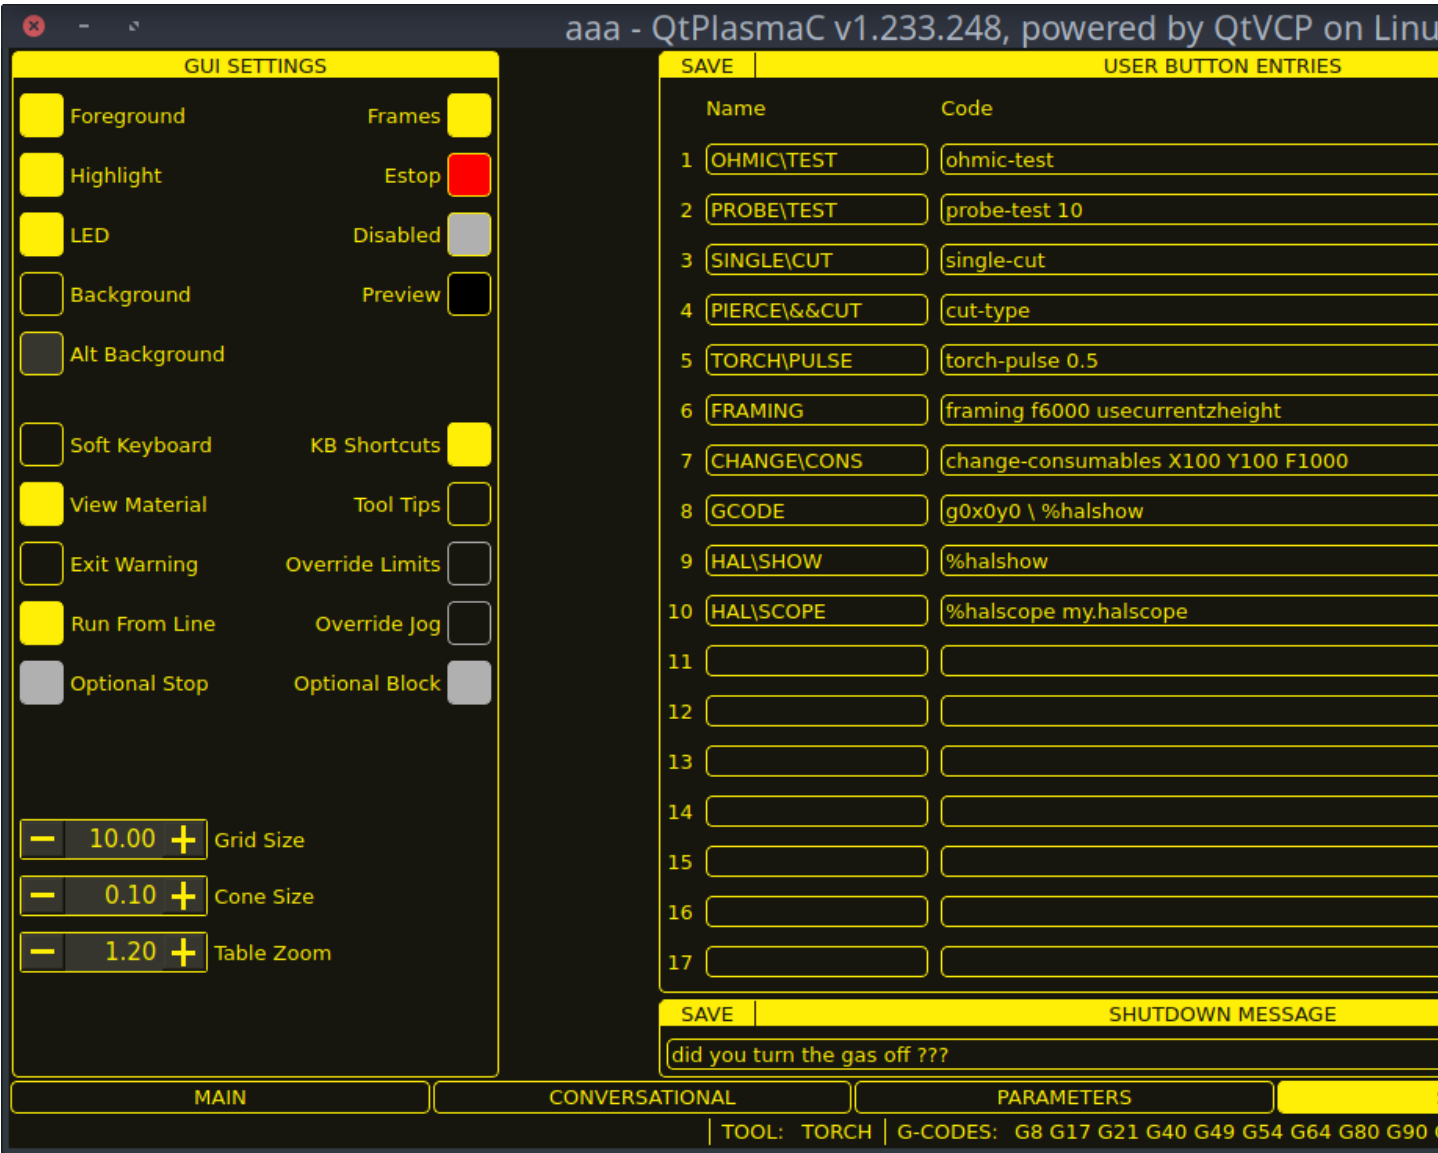 aaa - QtPlasmaC v1.233.248, powered by QtVCP on Linu
GUI SETTINGS
Foreground Frames
Highlight Estop
LED Disabled
Background Preview
Alt Background
Soft Keyboard KB Shortcuts
View Material Tool Tips
Exit Warning Override Limits
Run From Line Override Jog
Optional Stop Optional Block
10.00 Grid Size
0.10 Cone Size
1.20 Table Zoom
SAVE USER BUTTON ENTRIES
Name Code
1 OHMIC\TEST ohmic-test
2 PROBE\TEST probe-test 10
3 SINGLE\CUT single-cut
4 PIERCE\&&CUT cut-type
5 TORCH\PULSE torch-pulse 0.5
6 FRAMING framing f6000 usecurrentzheight
7 CHANGE\CONS change-consumables X100 Y100 F1000
8 GCODE g0x0y0 \ %halshow
9 HAL\SHOW %halshow
10 HAL\SCOPE %halscope my.halscope
11
12
13
14
15
16
17
SAVE SHUTDOWN MESSAGE
did you turn the gas off ???
MAIN CONVERSATIONAL PARAMETERS
TOOL: TORCH G-CODES: G8 G17 G21 G40 G49 G54 G64 G80 G90